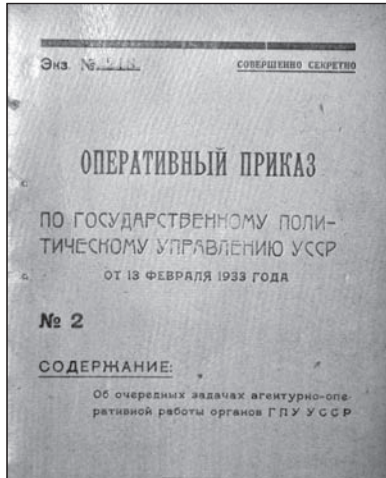 Экз. №
СОВЕРШЕННО СЕКРЕТНО
ОПЕРАТИВНЫЙ ПРИКАЗ
ПО ГОСУДАРСТВЕННОМУ ПОЛИ-
ТИЧЕСКОМУ УПРАВЛЕНИЮ УССР
ОТ 13 ФЕВРАЛЯ 1933 ГОДА
№ 2
СОДЕРЖАНИЕ:
Об очередных задачах агентурно-опе-
ративной работы органов ГПУ УССР